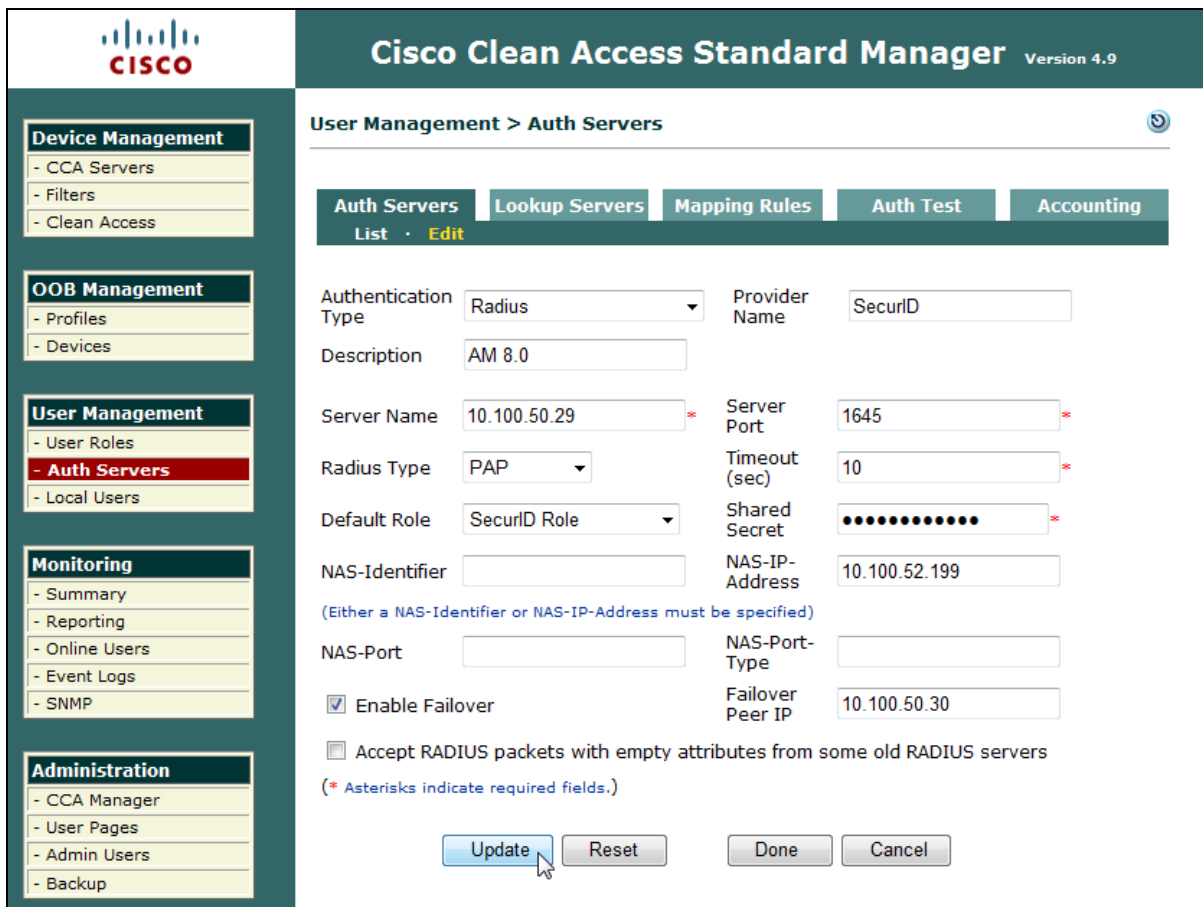 CISCO
Cisco Clean Access Standard Manager Version 4.9
Device Management
- CCA Servers
- Filters
- Clean Access
OOB Management
- Profiles
- Devices
User Management
- User Roles
- Auth Servers
- Local Users
Monitoring
- Summary
- Reporting
- Online Users
- Event Logs
- SNMP
Administration
- CCA Manager
- User Pages
- Admin Users
- Backup
User Management > Auth Servers
Auth Servers Lookup Servers Mapping Rules Auth Test Accounting
List · Edit
Authentication Type Radius Provider Name SecurID
Description AM 8.0
Server Name 10.100.50.29 * Server Port 1645 *
Radius Type PAP Timeout (sec) 10 *
Default Role SecurID Role Shared Secret ●●●●●●●●●●●● *
NAS-Identifier NAS-IP-Address 10.100.52.199
(Either a NAS-Identifier or NAS-IP-Address must be specified)
NAS-Port NAS-Port-Type
Enable Failover Failover Peer IP 10.100.50.30
Accept RADIUS packets with empty attributes from some old RADIUS servers
(* Asterisks indicate required fields.)
Update Reset Done Cancel